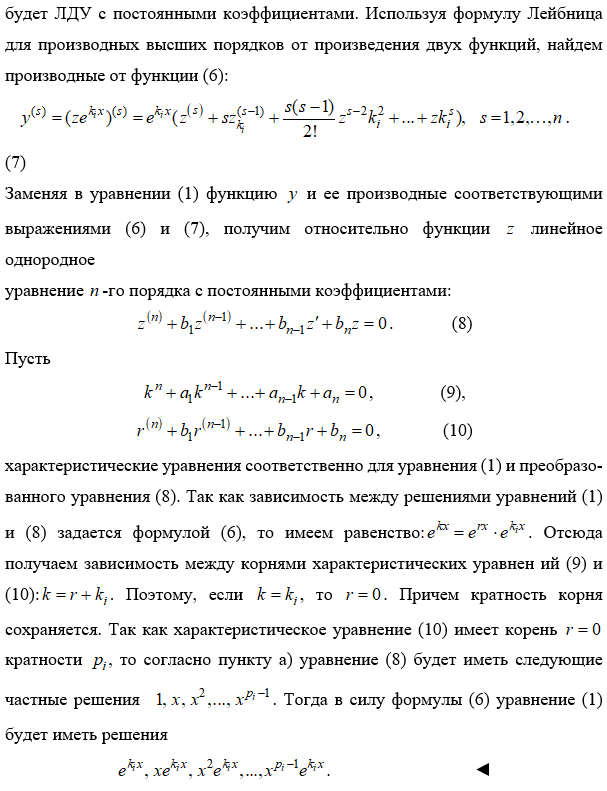 будет ЛДУ с постоянными коэффициентами. Используя формулу Лейбница
для производных высших порядков от произведения двух функций, найдем
производные от функции (6):
y^{(s)} = (ze^{k_i x})^{(s)} = e^{k_i x}(z^{(s)} + sz^{(s-1)}_{k_i} + \frac{s(s-1)}{2!} z^{s-2}k_i^2 + ... + zk_i^s), s = 1,2,...,n.
(7)
Заменяя в уравнении (1) функцию y и ее производные соответствующими
выражениями (6) и (7), получим относительно функции z линейное
однородное
уравнение n-го порядка с постоянными коэффициентами:
z^{(n)} + b_1 z^{(n-1)} + ... + b_{n-1} z' + b_n z = 0. (8)
Пусть
k^n + a_1 k^{n-1} + ... + a_{n-1} k + a_n = 0, (9),
r^{(n)} + b_1 r^{(n-1)} + ... + b_{n-1} r + b_n = 0, (10)
характеристические уравнения соответственно для уравнения (1) и преобразо-
ванного уравнения (8). Так как зависимость между решениями уравнений (1)
и (8) задается формулой (6), то имеем равенство: e^{kx} = e^{rx} · e^{k_i x}. Отсюда
получаем зависимость между корнями характеристических уравнен ий (9) и
(10): k = r + k_i. Поэтому, если k = k_i, то r = 0. Причем кратность корня
сохраняется. Так как характеристическое уравнение (10) имеет корень r = 0
кратности p_i, то согласно пункту а) уравнение (8) будет иметь следующие
частные решения 1, x, x^2,..., x^{p_i-1}. Тогда в силу формулы (6) уравнение (1)
будет иметь решения
e^{k_i x}, xe^{k_i x}, x^2 e^{k_i x},..., x^{p_i-1} e^{k_i x}. ◄